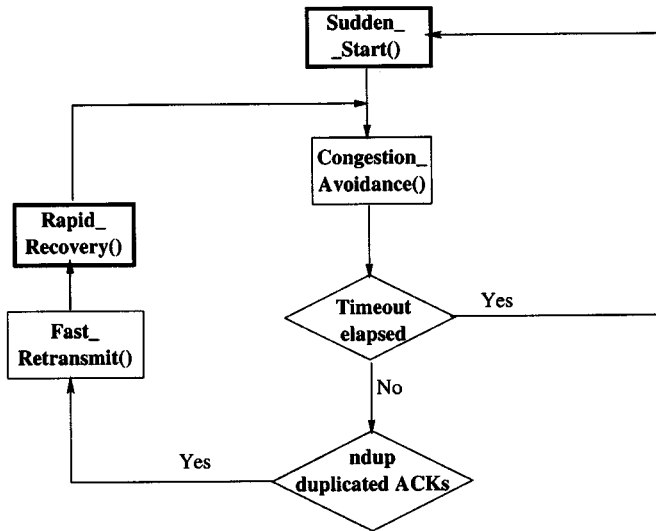 Sudden_
_Start()
Congestion_
Avoidance()
Rapid_
Recovery()
Timeout
elapsed
Yes
Fast_
Retransmit()
No
Yes
ndup
duplicated ACKs